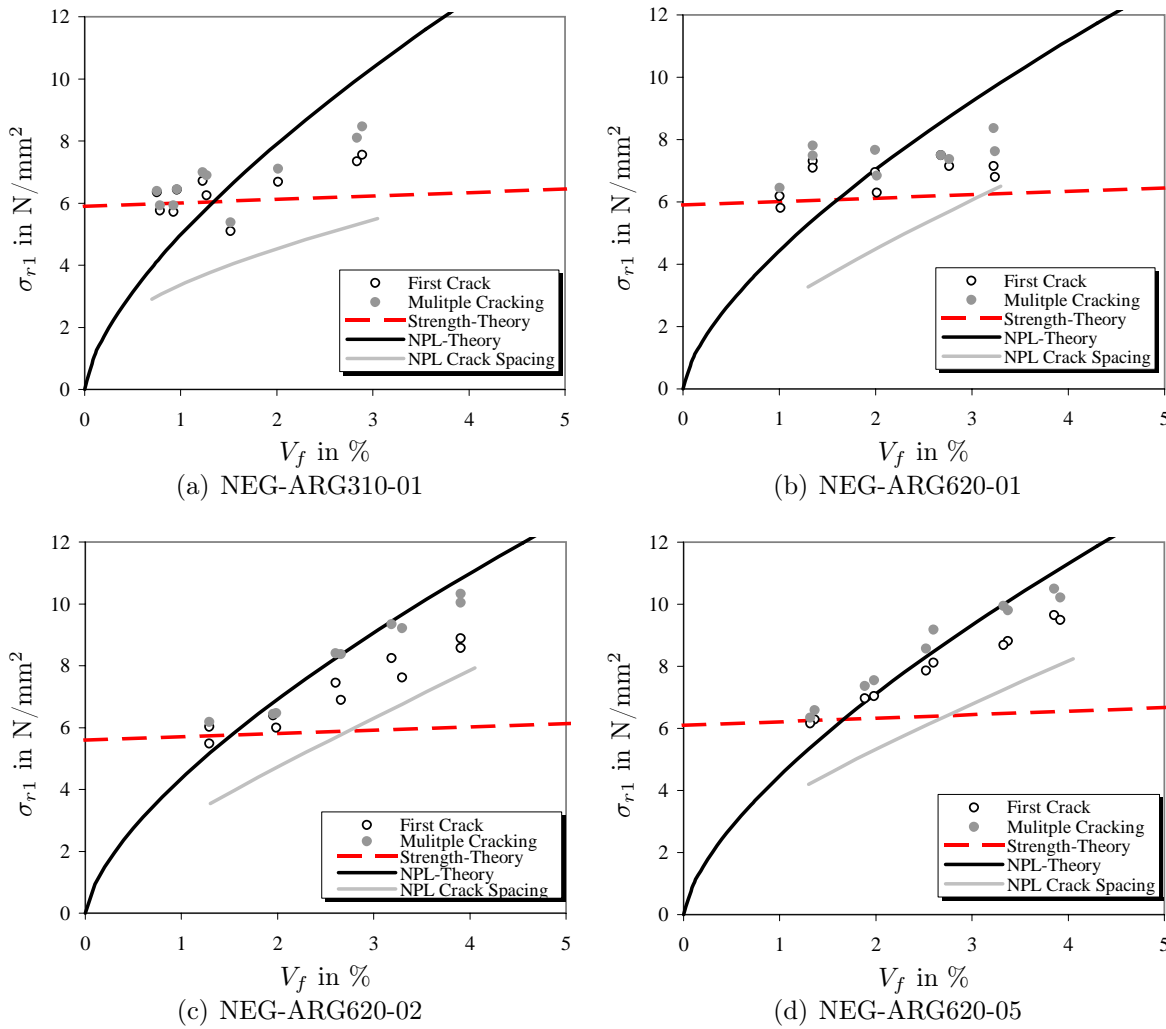 12
10
8
6
4
2
0
σr1 in N/mm²
0 1 2 3 4 5
Vf in %
First Crack
Mulitple Cracking
Strength-Theory
NPL-Theory
NPL Crack Spacing
(a) NEG-ARG310-01
12
10
8
6
4
2
0
σr1 in N/mm²
0 1 2 3 4 5
Vf in %
First Crack
Mulitple Cracking
Strength-Theory
NPL-Theory
NPL Crack Spacing
(b) NEG-ARG620-01
12
10
8
6
4
2
0
σr1 in N/mm²
0 1 2 3 4 5
Vf in %
First Crack
Mulitple Cracking
Strength-Theory
NPL-Theory
NPL Crack Spacing
(c) NEG-ARG620-02
12
10
8
6
4
2
0
σr1 in N/mm²
0 1 2 3 4 5
Vf in %
First Crack
Mulitple Cracking
Strength-Theory
NPL-Theory
NPL Crack Spacing
(d) NEG-ARG620-05